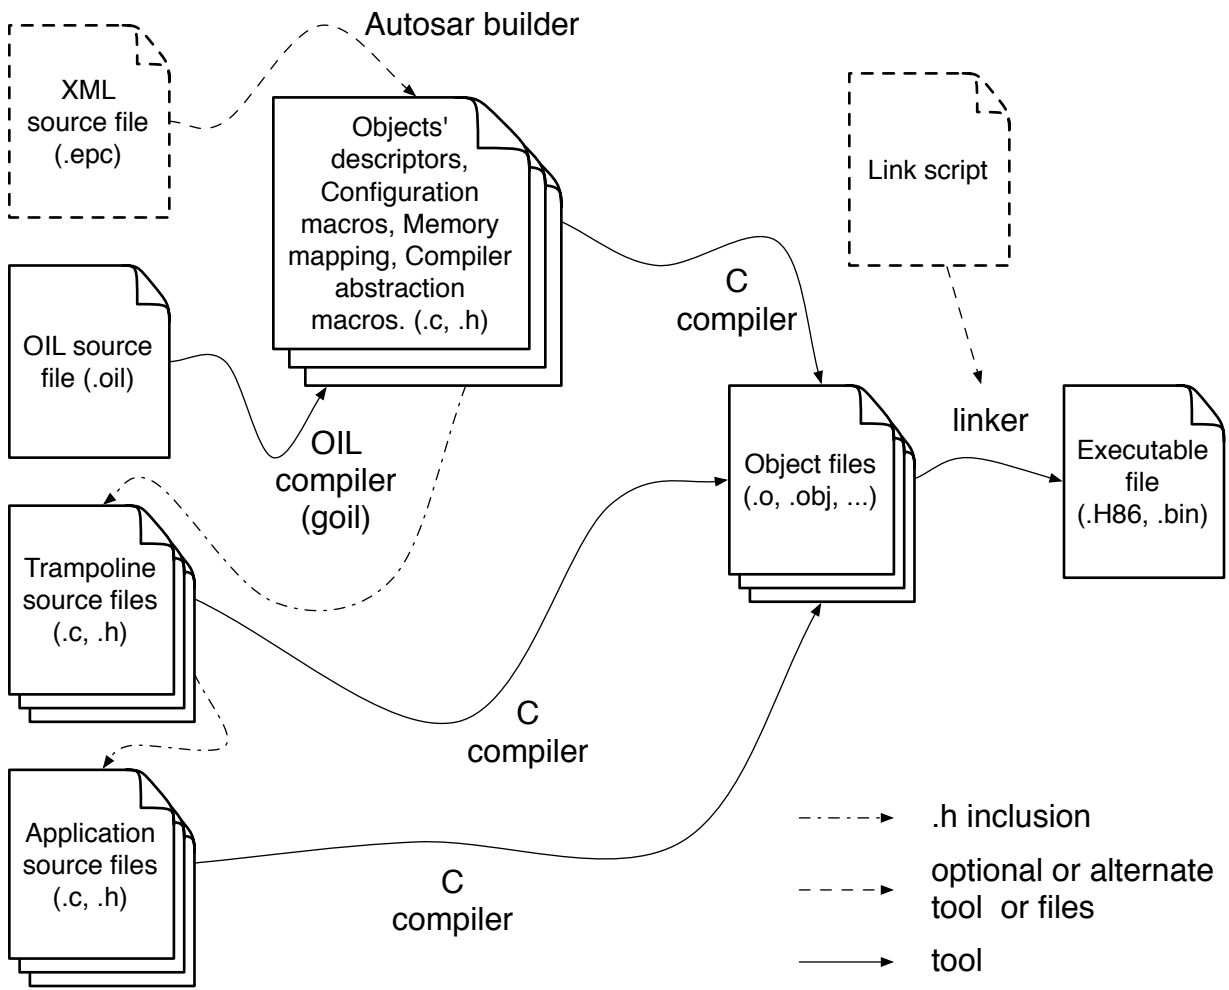 Autosar builder
XML
source file
(.epc)
Objects'
descriptors,
Configuration
macros, Memory
mapping, Compiler
abstraction
macros. (.c, .h)
Link script
C
compiler
OIL source
file (.oil)
OIL
compiler
(goil)
linker
Object files
(.o, .obj, ...)
Executable
file
(.H86, .bin)
Trampoline
source files
(.c, .h)
C
compiler
Application
source files
(.c, .h)
C
compiler
.h inclusion
optional or alternate
tool or files
tool